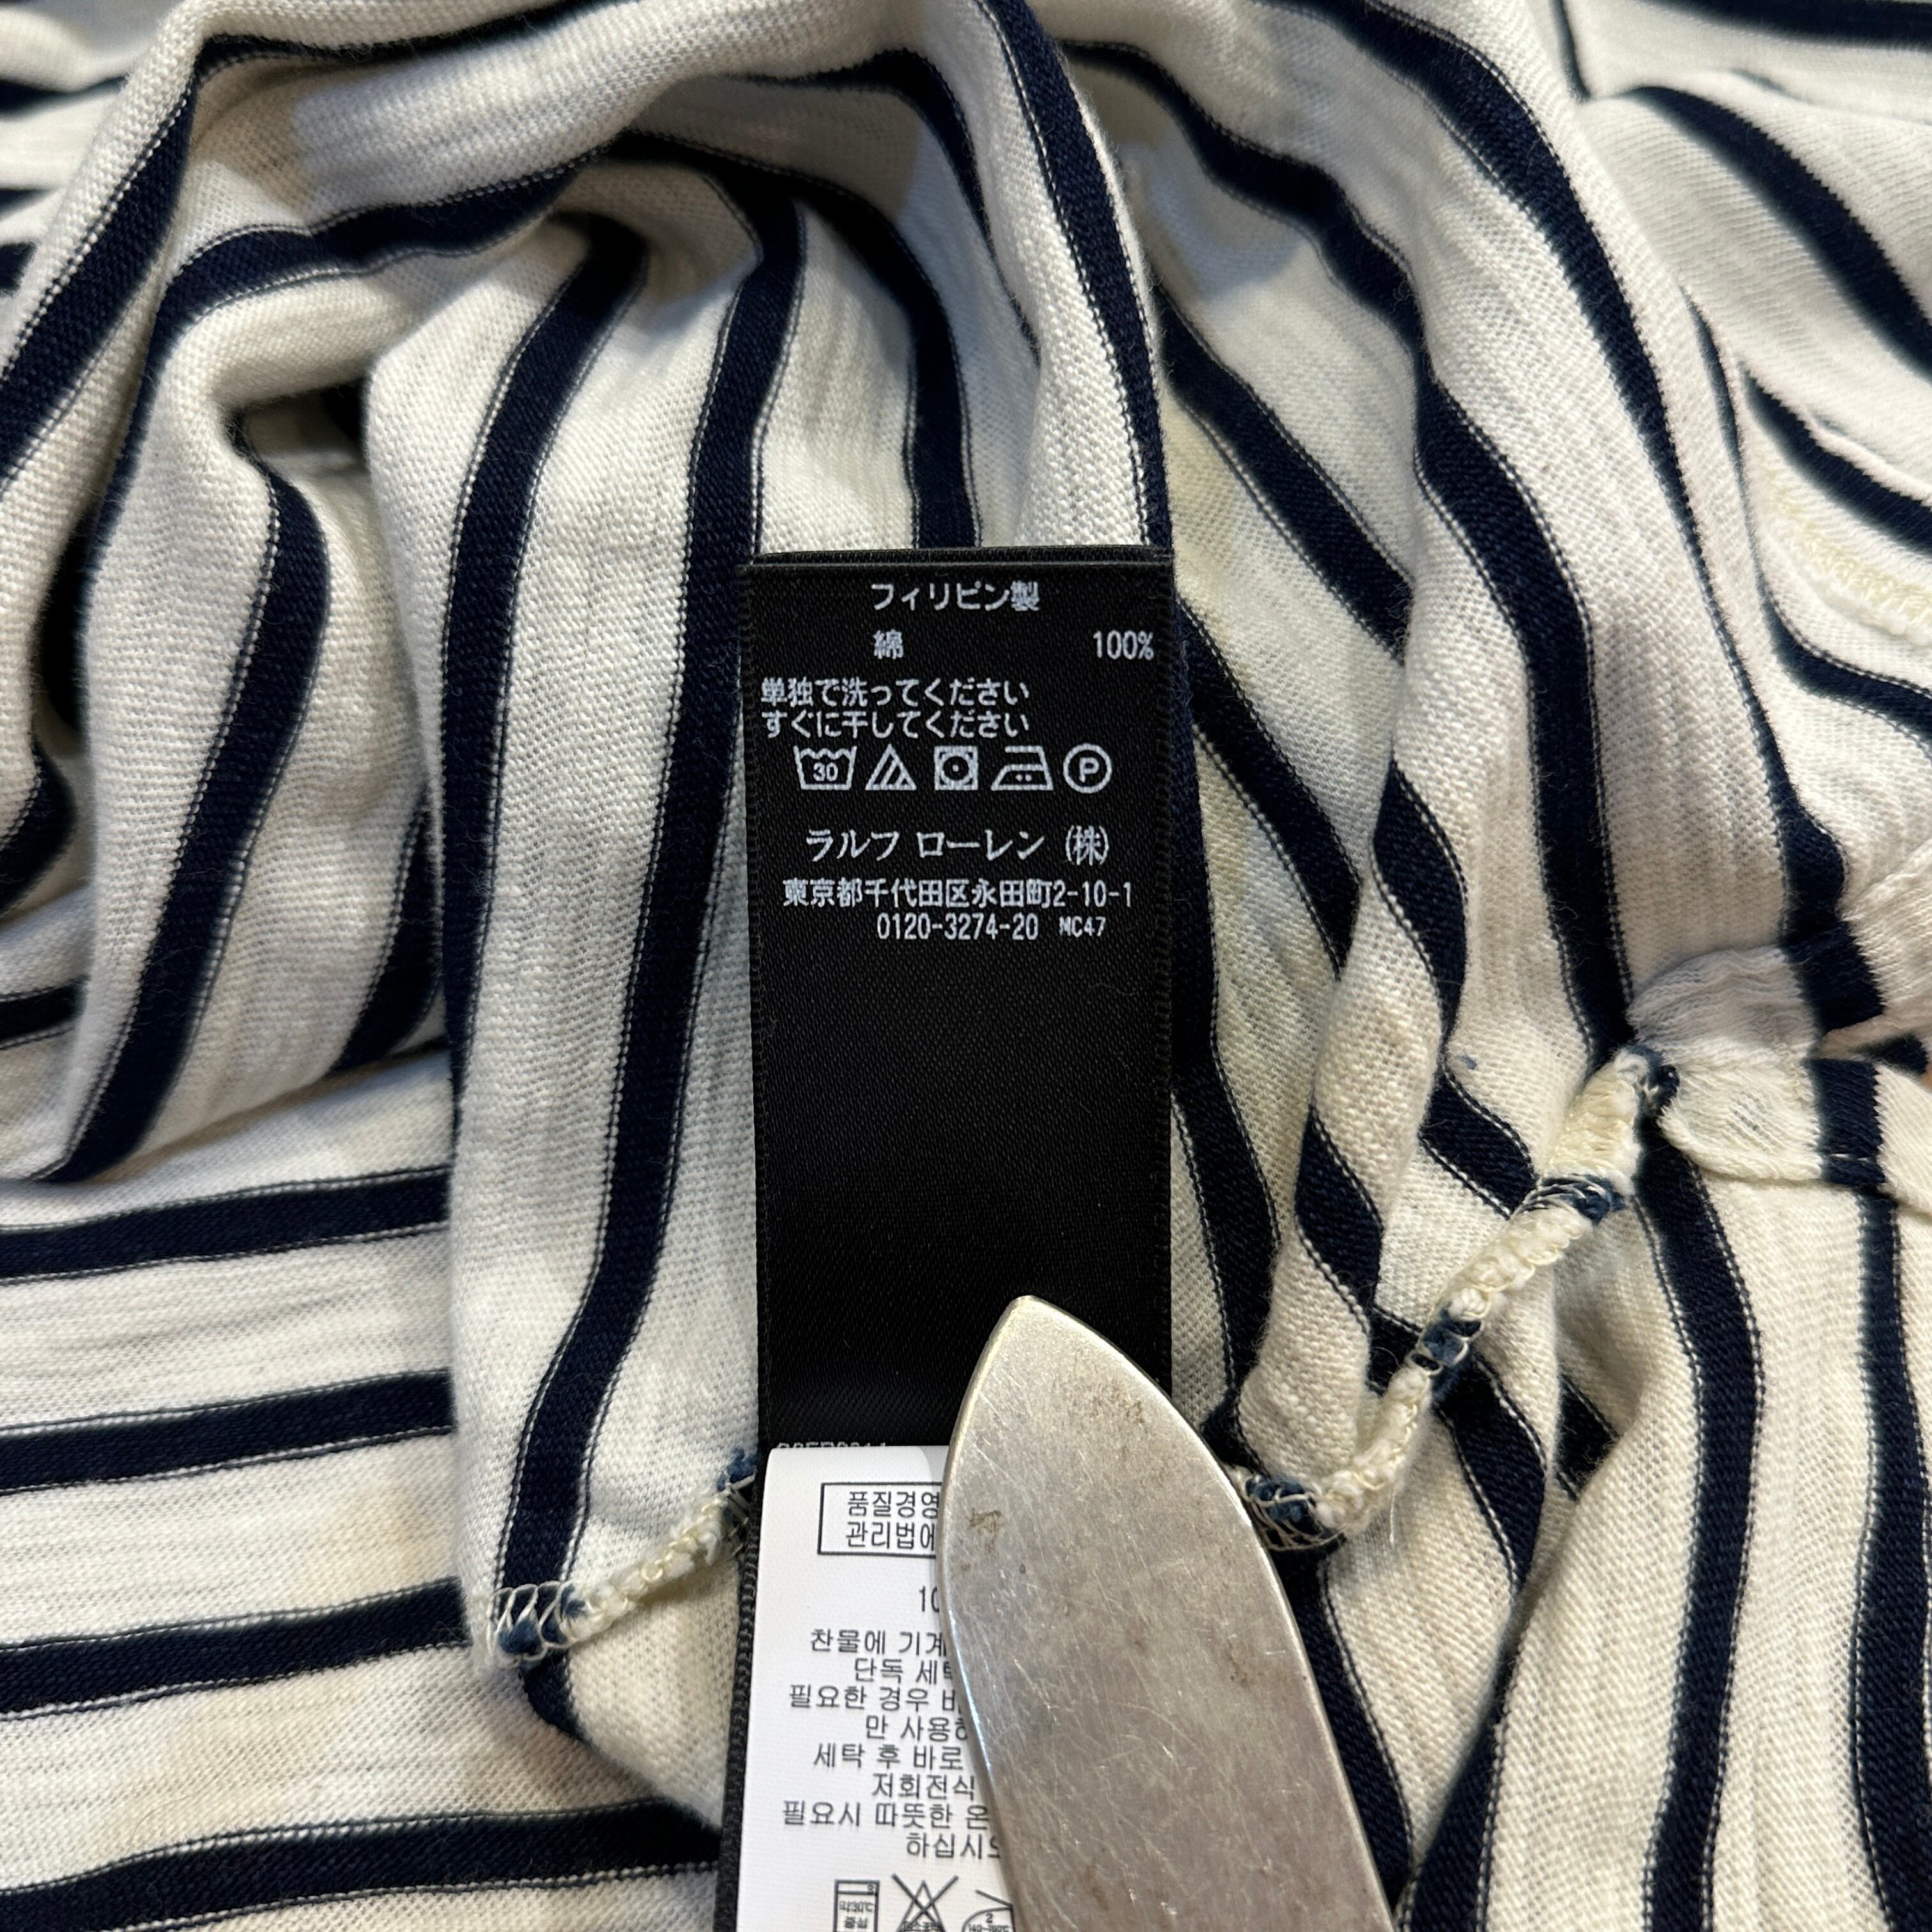 フィリピン製
綿 100%
単独で洗ってください
すぐに干してください
30 P
ラルフ ローレン (株)
東京都千代田区永田町2-10-1
0120-3274-20 MC47
품질경영
관리법에
찬물에 기계
단독 세탁
필요한 경우
만 사용하
세탁 후 바로
저회전식
필요시 따뜻한 온
하십시오